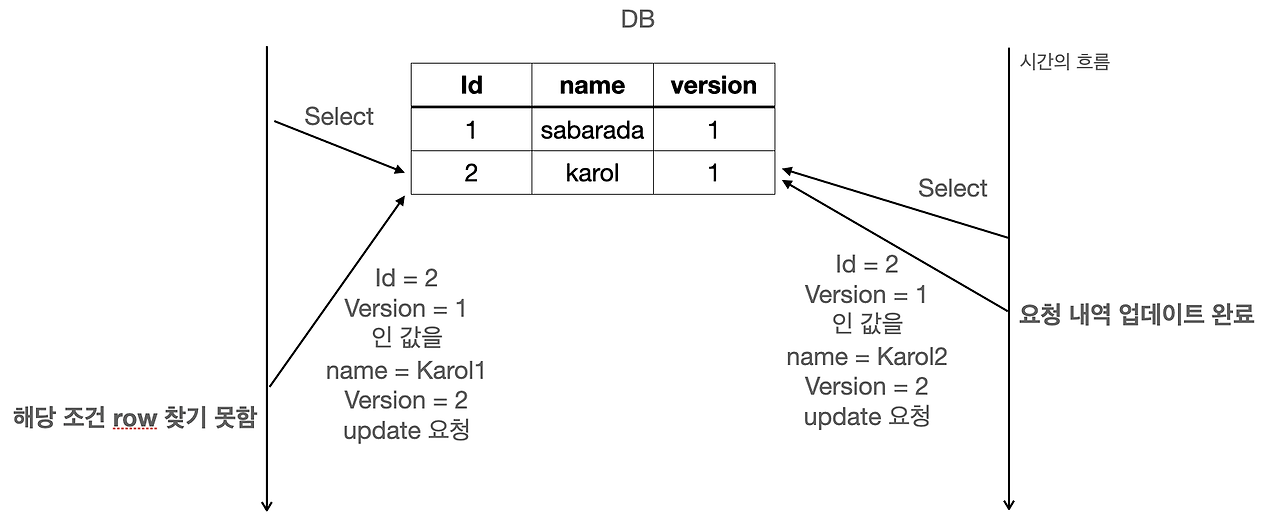 DB
시간의 흐름
Id name version
1 sabarada 1
2 karol 1
Select
Select
Id = 2
Version = 1
인 값을
name = Karol1
Version = 2
update 요청
해당 조건 row 찾기 못함
Id = 2
Version = 1
인 값을
name = Karol2
Version = 2
update 요청
요청 내역 업데이트 완료